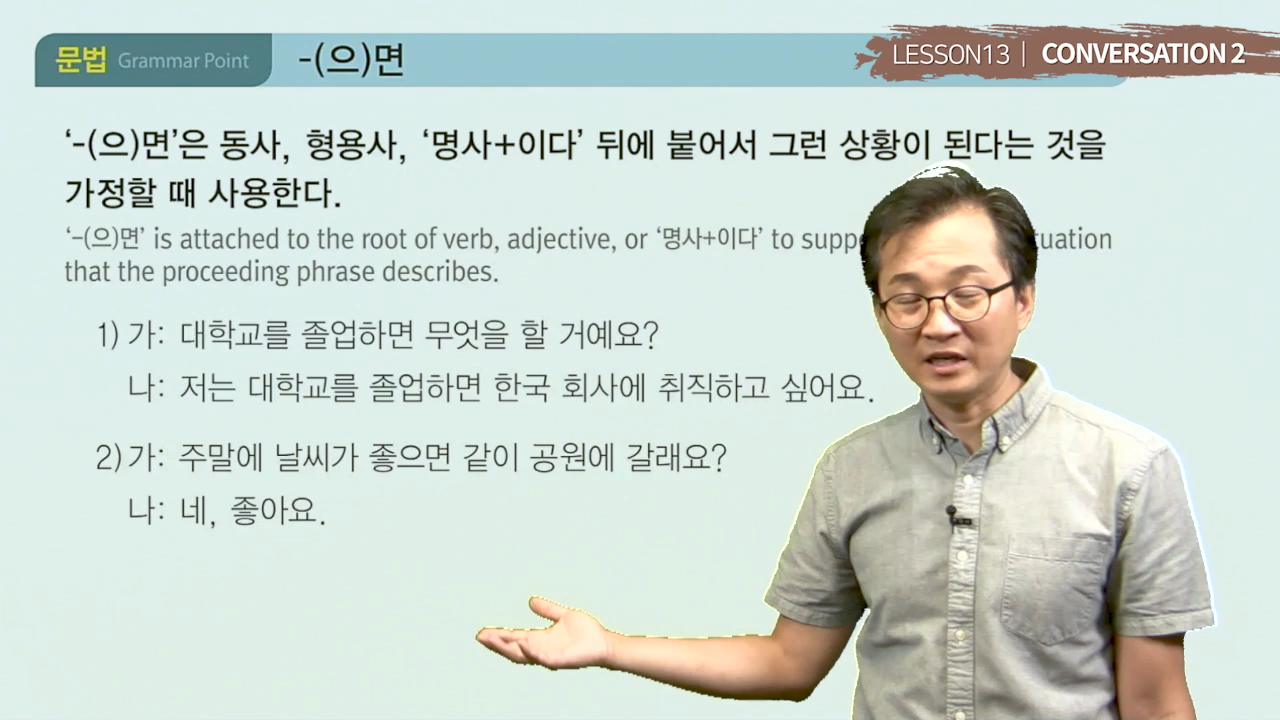 문법 Grammar Point -(으)면
LESSON13 | CONVERSATION 2
‘-(으)면’은 동사, 형용사, ‘명사+이다’ 뒤에 붙어서 그런 상황이 된다는 것을
가정할 때 사용한다.
‘-(으)면’ is attached to the root of verb, adjective, or ‘명사+이다’ to
that the proceeding phrase describes.
1) 가: 대학교를 졸업하면 무엇을 할 거예요?
나: 저는 대학교를 졸업하면 한국 회사에 취직하고 싶어요.
2) 가: 주말에 날씨가 좋으면 같이 공원에 갈래요?
나: 네, 좋아요.